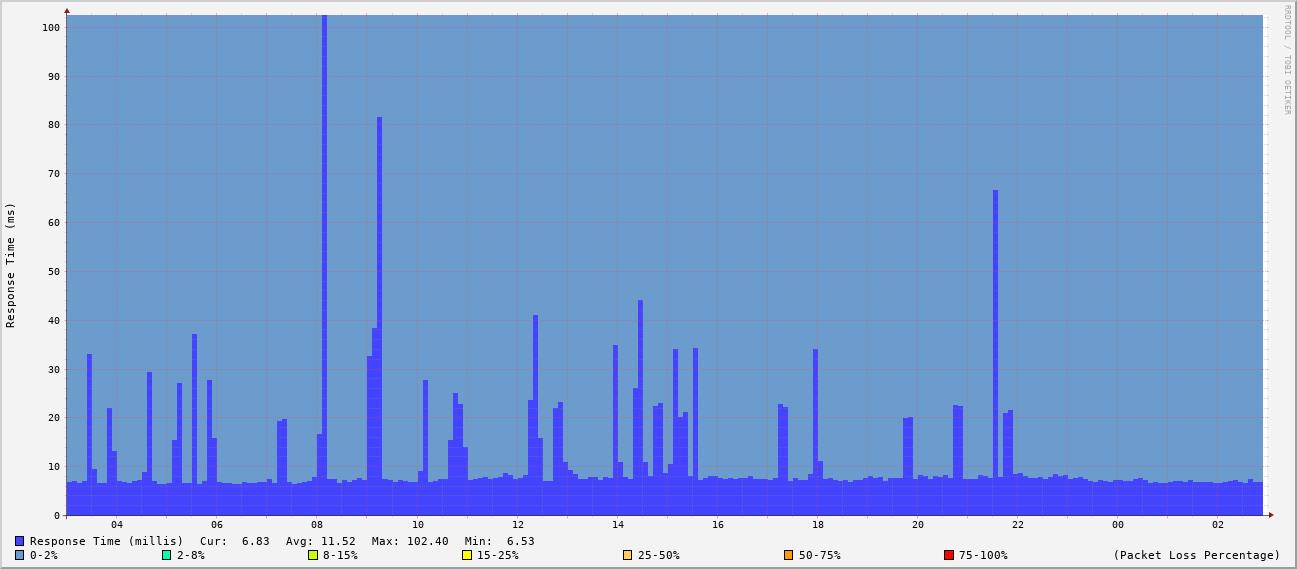 RRDTOOL / TOBI OETIKER
Response Time (ms)
100
90
80
70
60
50
40
30
20
10
0
04 06 08 10 12 14 16 18 20 22 00 02
Response Time (millis) Cur: 6.83 Avg: 11.52 Max: 102.40 Min: 6.53
0-2% 2-8% 8-15% 15-25% 25-50% 50-75% 75-100% (Packet Loss Percentage)